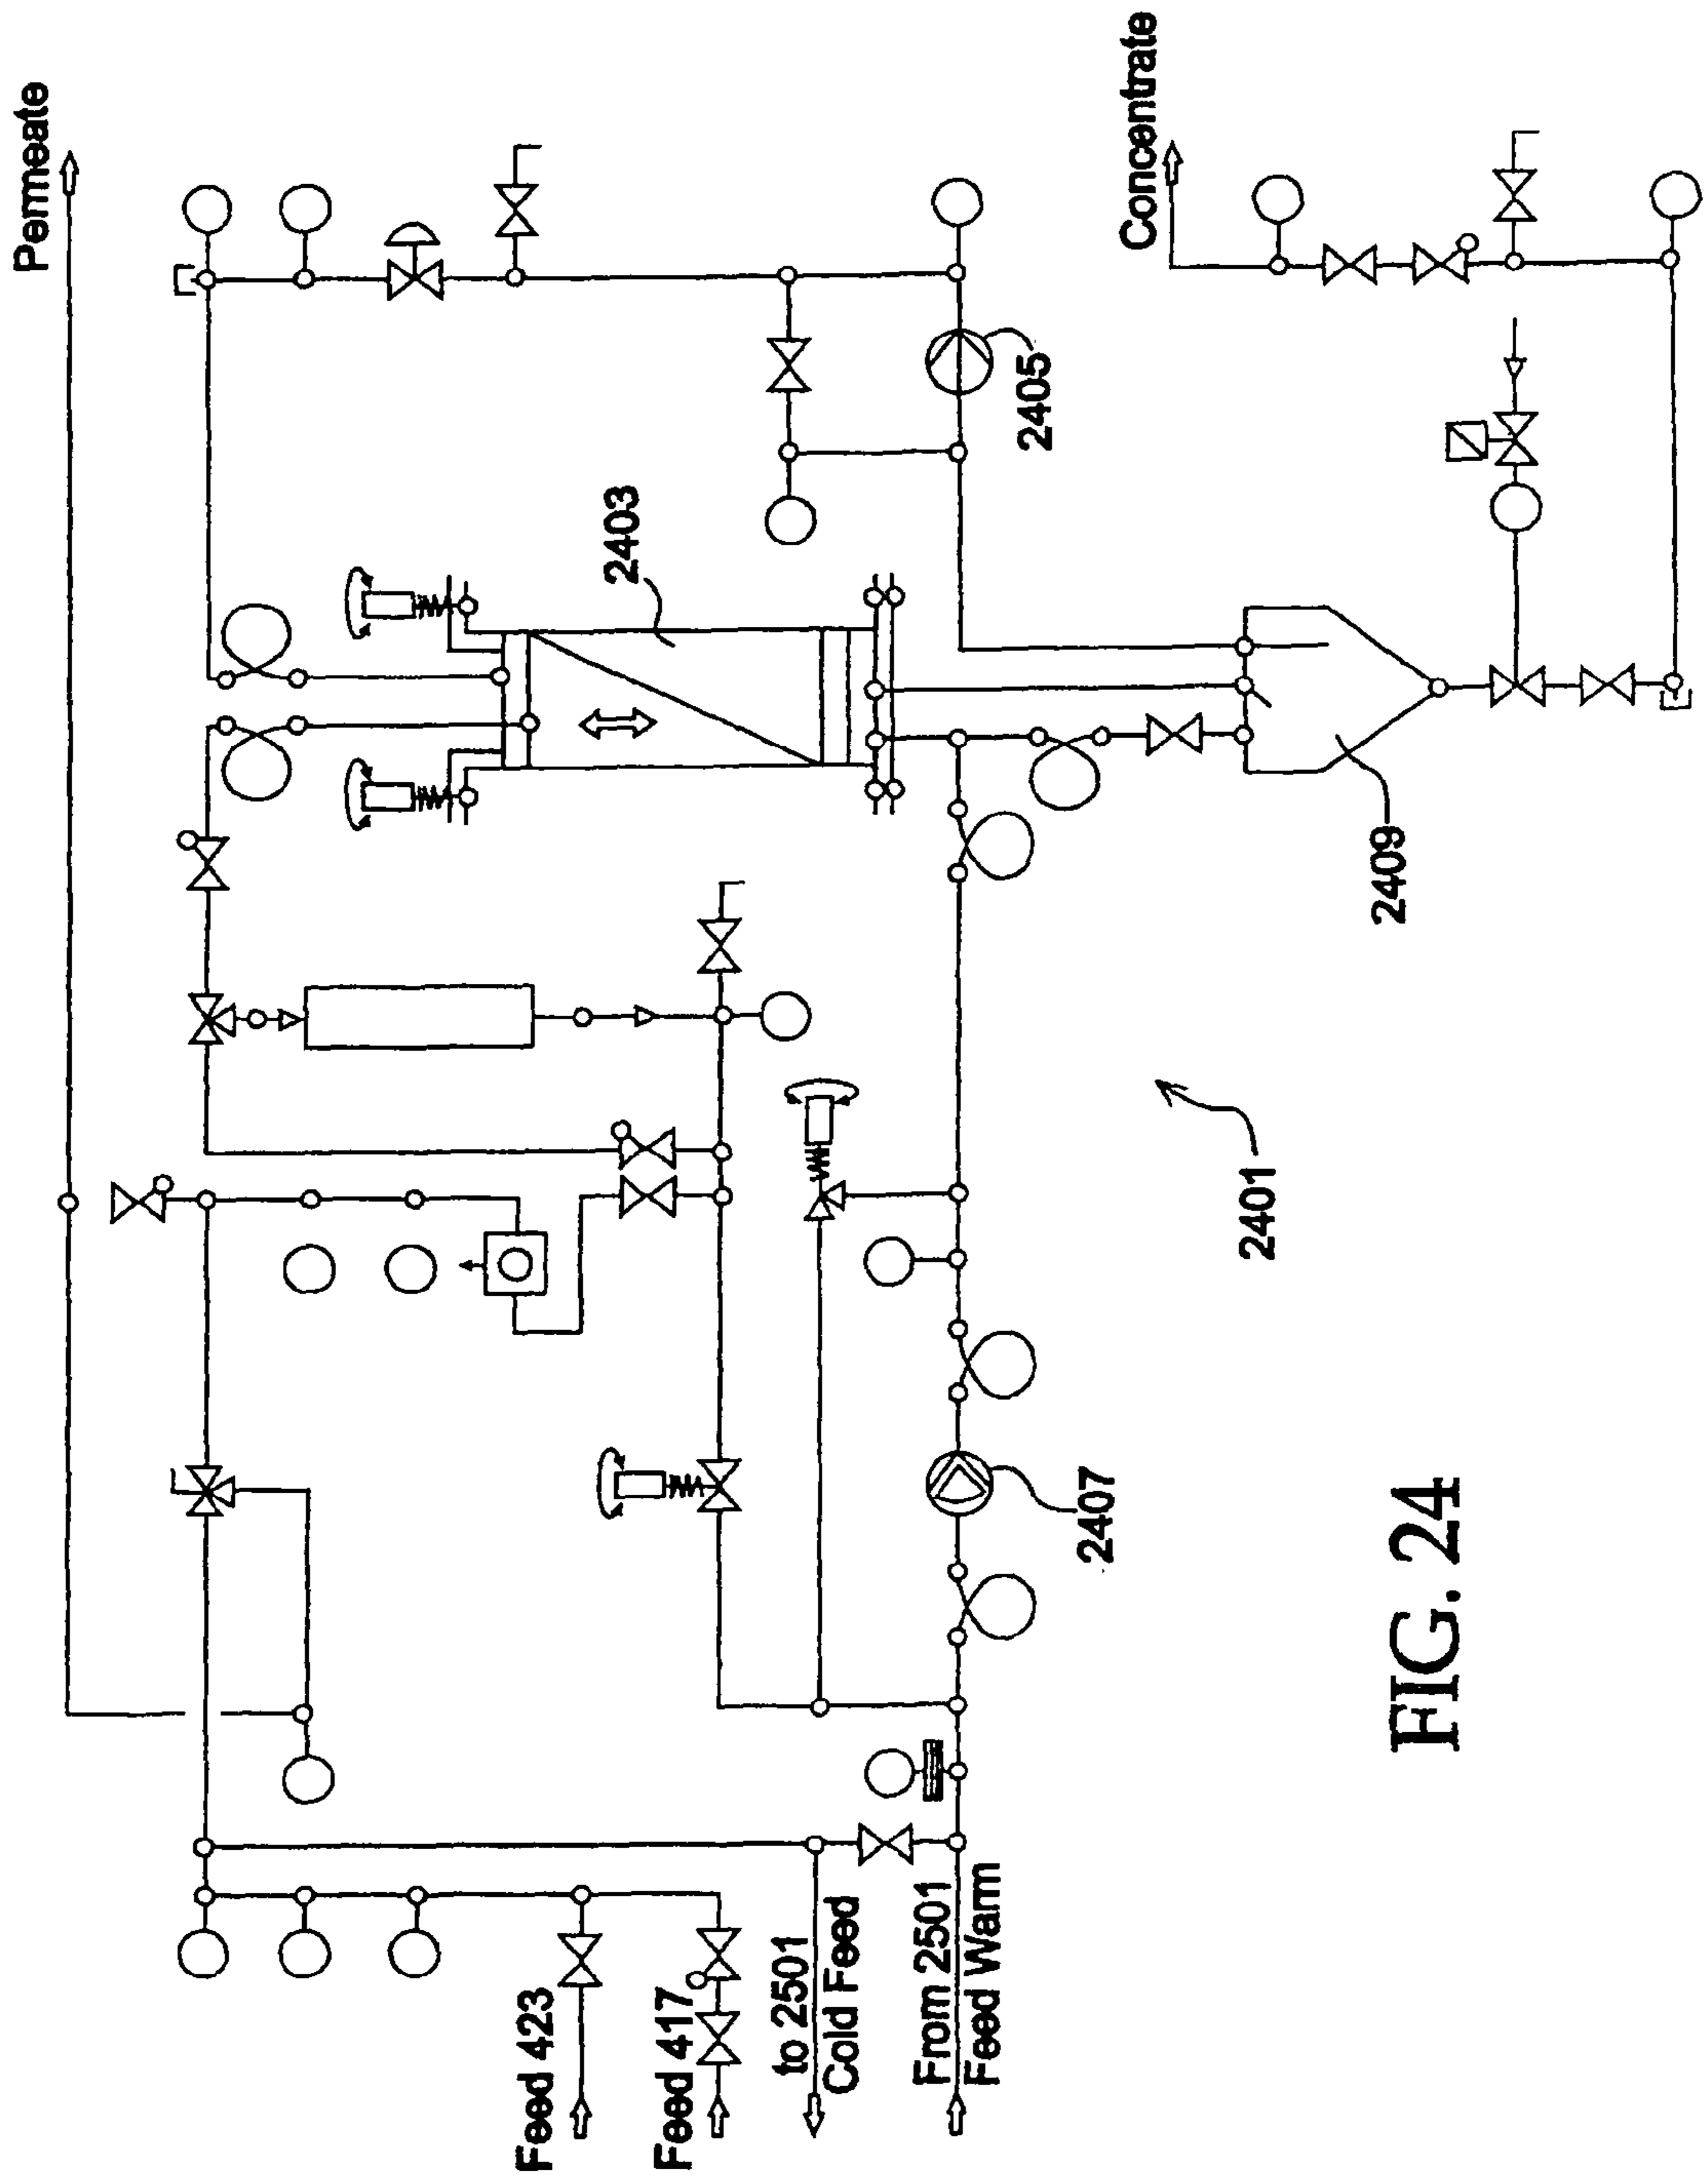 Permeate
Concentrate
2403
2405
2409
2401
2407
Feed 423
Feed 417
to 2501
Cold Feed
From 2501
Feed Warm
FIG. 24